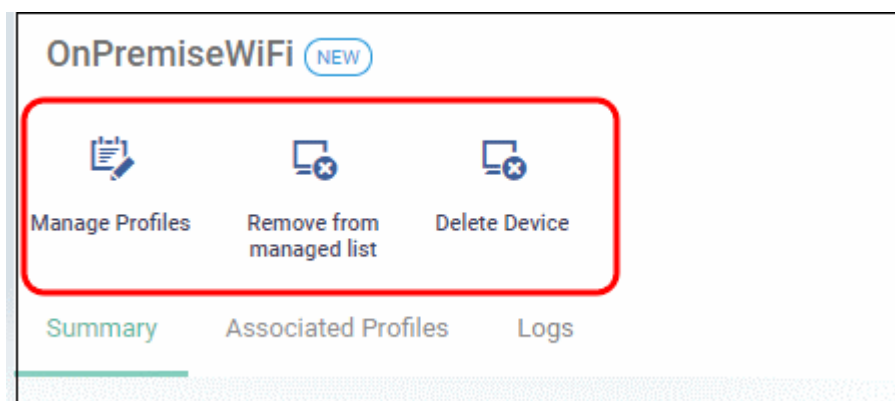 OnPremiseWiFi NEW
Manage Profiles
Remove from
managed list
Delete Device
Summary Associated Profiles Logs